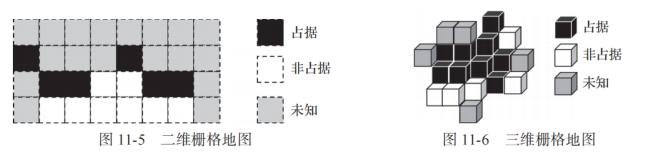 占据
非占据
未知
图 11-5 二维栅格地图
占据
非占据
未知
图 11-6 三维栅格地图